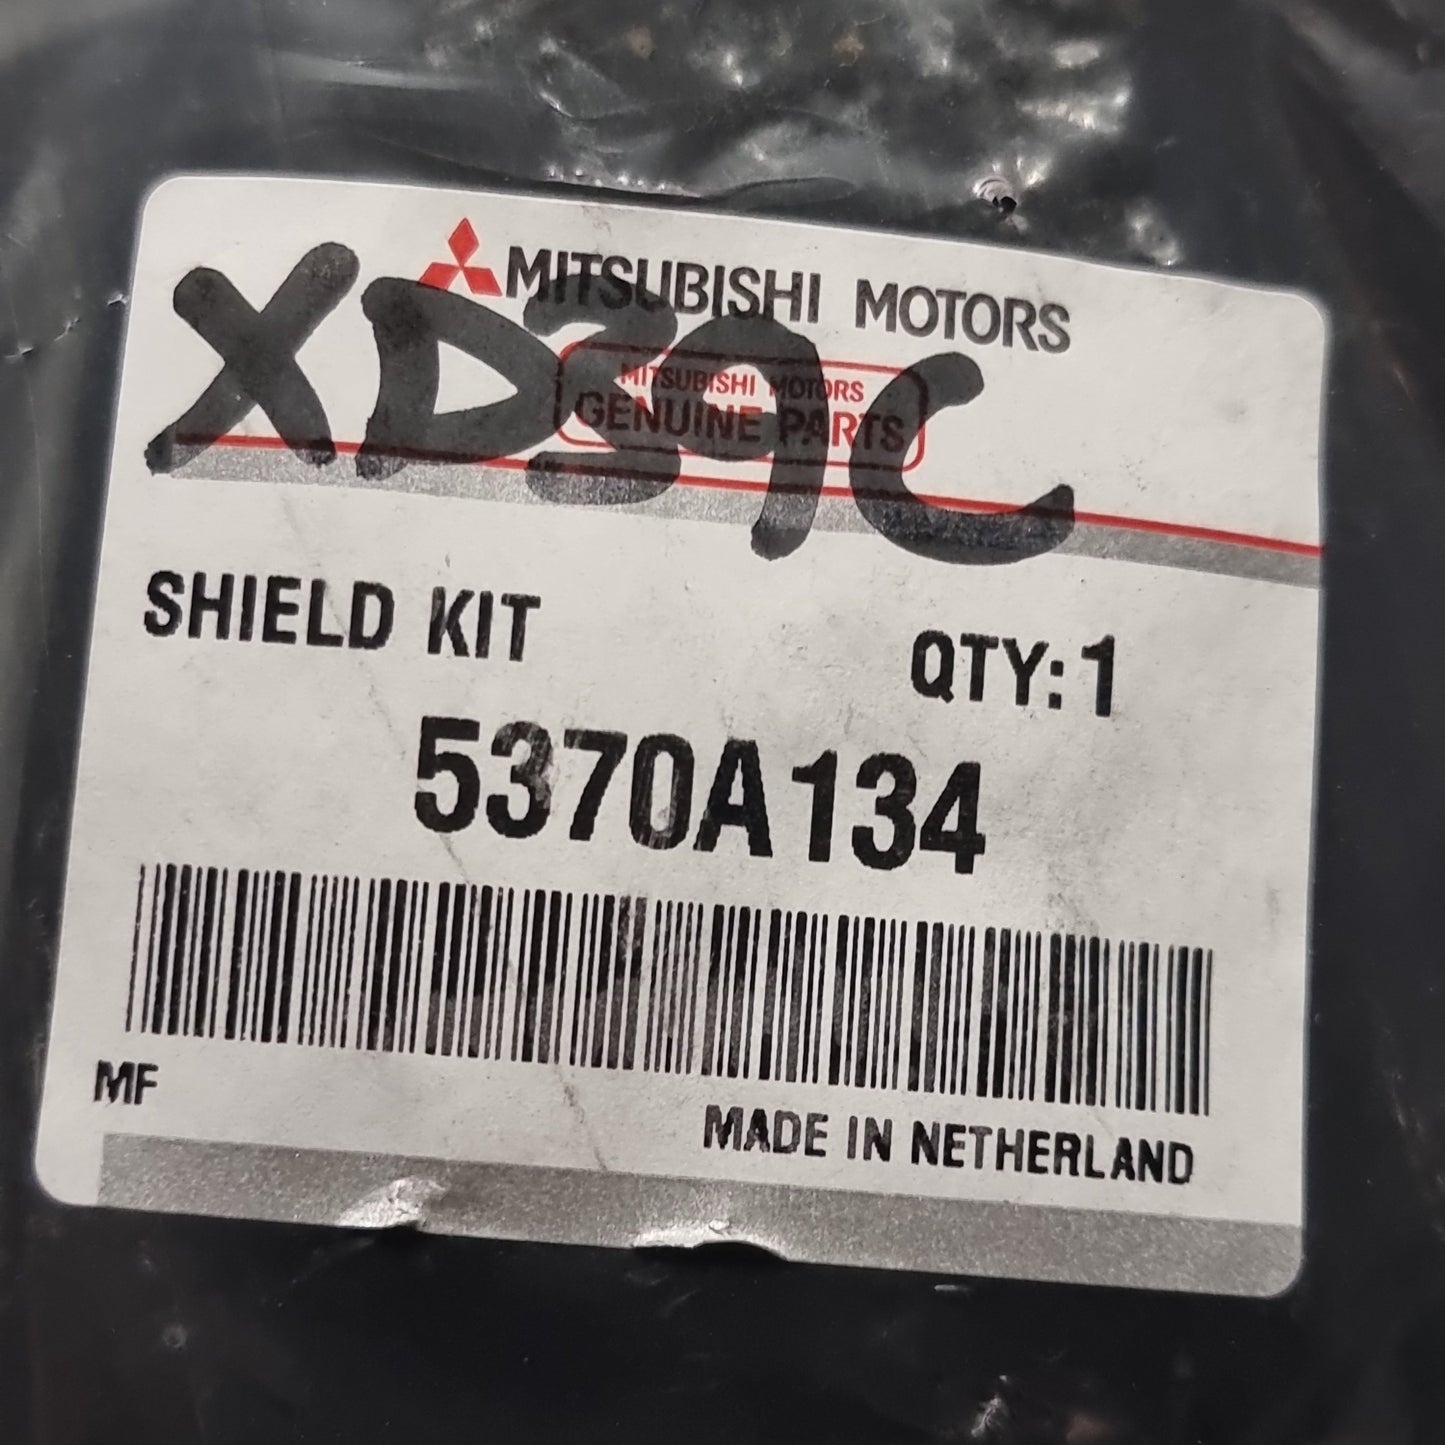 MITSUBISHI MOTORS
XD39C
MITSUBISHI MOTORS
GENUINE PARTS
SHIELD KIT
QTY:1
5370A134
MF
MADE IN NETHERLAND